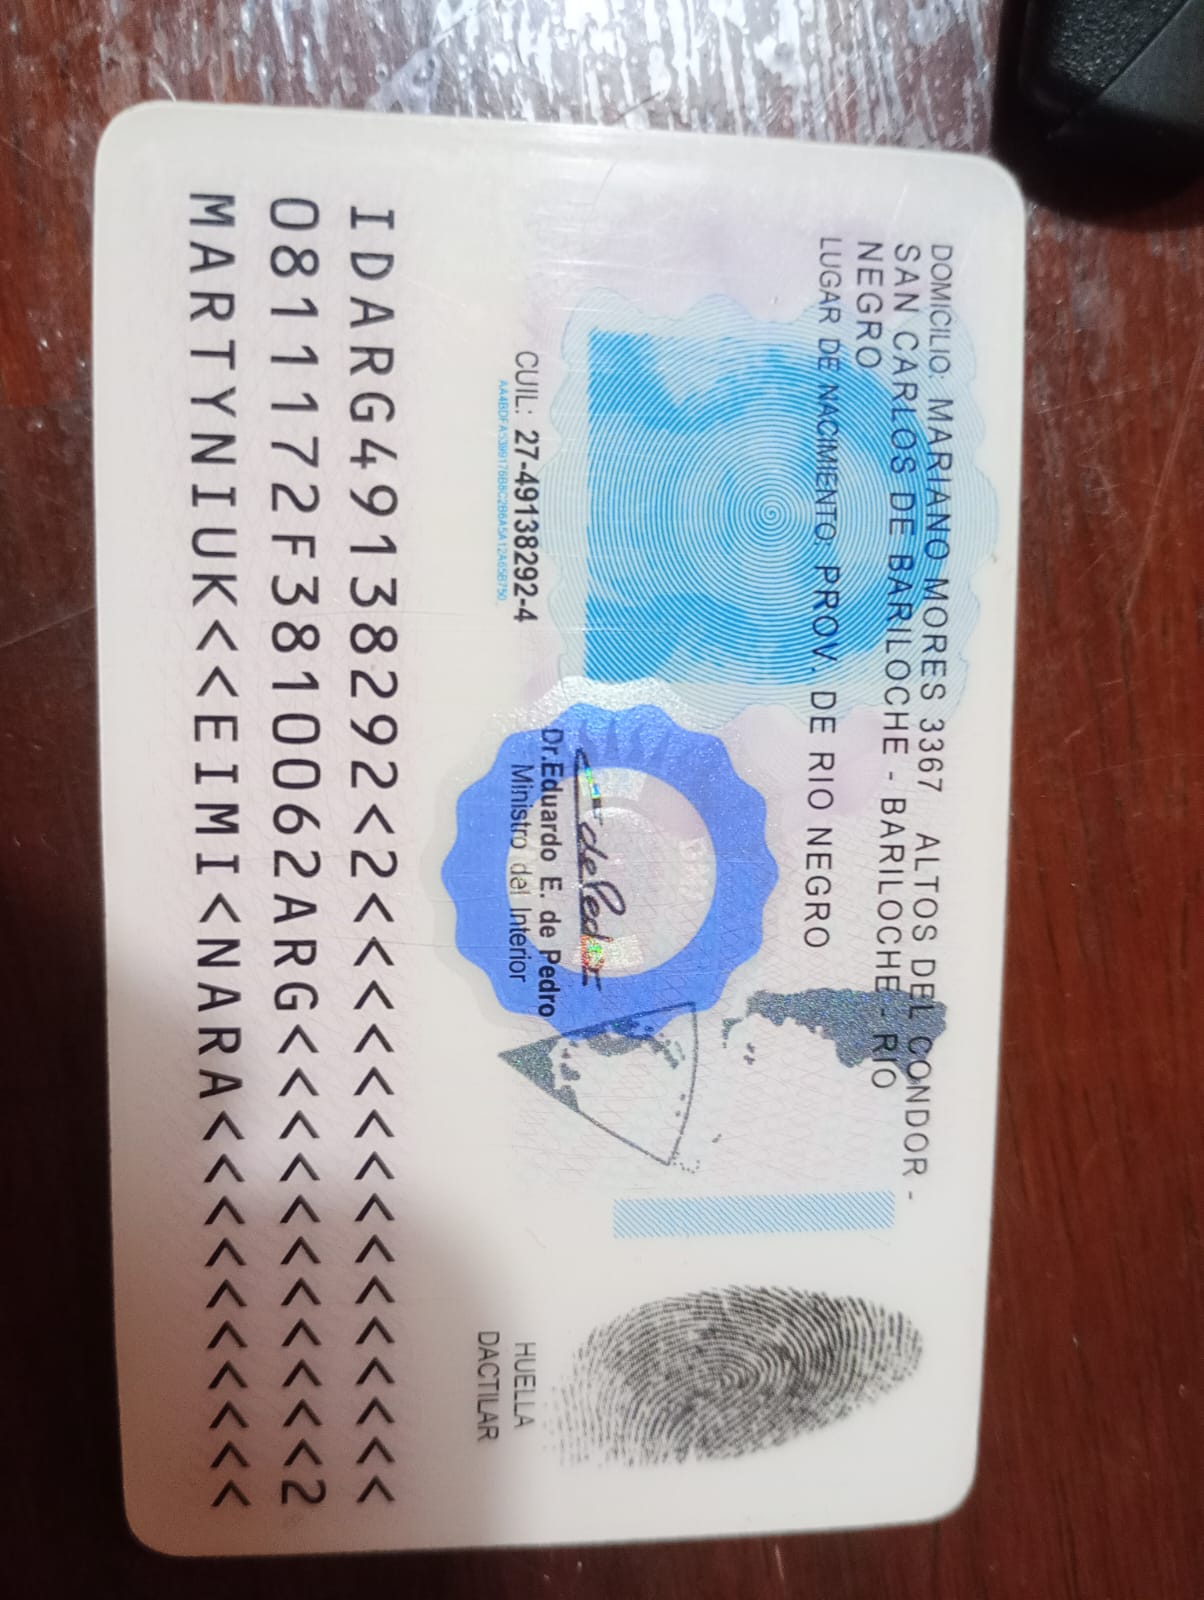 DOMICILIO: MARIANO MORES 3367 ALTOS DEL CONDOR -
SAN CARLOS DE BARILOCHE - BARILOCHE - RIO
NEGRO
LUGAR DE NACIMIENTO: PROV. DE RIO NEGRO
CUIL: 27-49138292-4
Dr.Eduardo E. de Pedro
Ministro del Interior
HUELLA
DACTILAR
IDARG49138292<2<<<<<<<<<<<<<<<
0811172F3810062ARG<<<<<<<<<<<2
MARTYNIUK<<EIMI<NARA<<<<<<<<<<